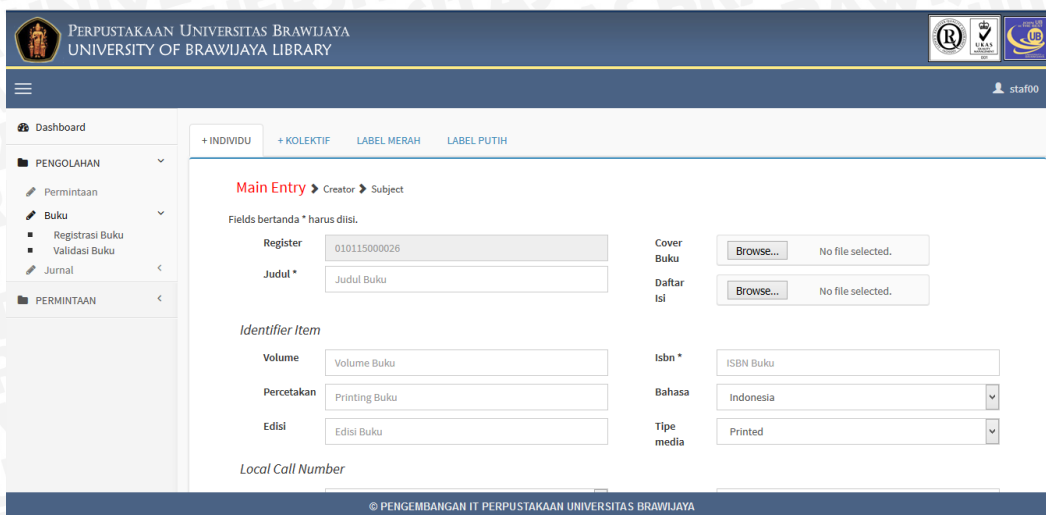 PERPUSTAKAAN UNIVERSITAS BRAWIJAYA
UNIVERSITY OF BRAWIJAYA LIBRARY
R
UKAS
UB
staf00
Dashboard
PENGOLAHAN
Permintaan
Buku
Registrasi Buku
Validasi Buku
Jurnal
PERMINTAAN
+ INDIVIDU + KOLEKTIF LABEL MERAH LABEL PUTIH
Main Entry Creator Subject
Fields bertanda * harus diisi.
Register 010115000026
Judul * Judul Buku
Cover Buku Browse... No file selected.
Daftar Isi Browse... No file selected.
Identifier Item
Volume Volume Buku
Isbn * ISBN Buku
Percetakan Printing Buku
Bahasa Indonesia
Edisi Edisi Buku
Tipe media Printed
Local Call Number
© PENGEMBANGAN IT PERPUSTAKAAN UNIVERSITAS BRAWIJAYA